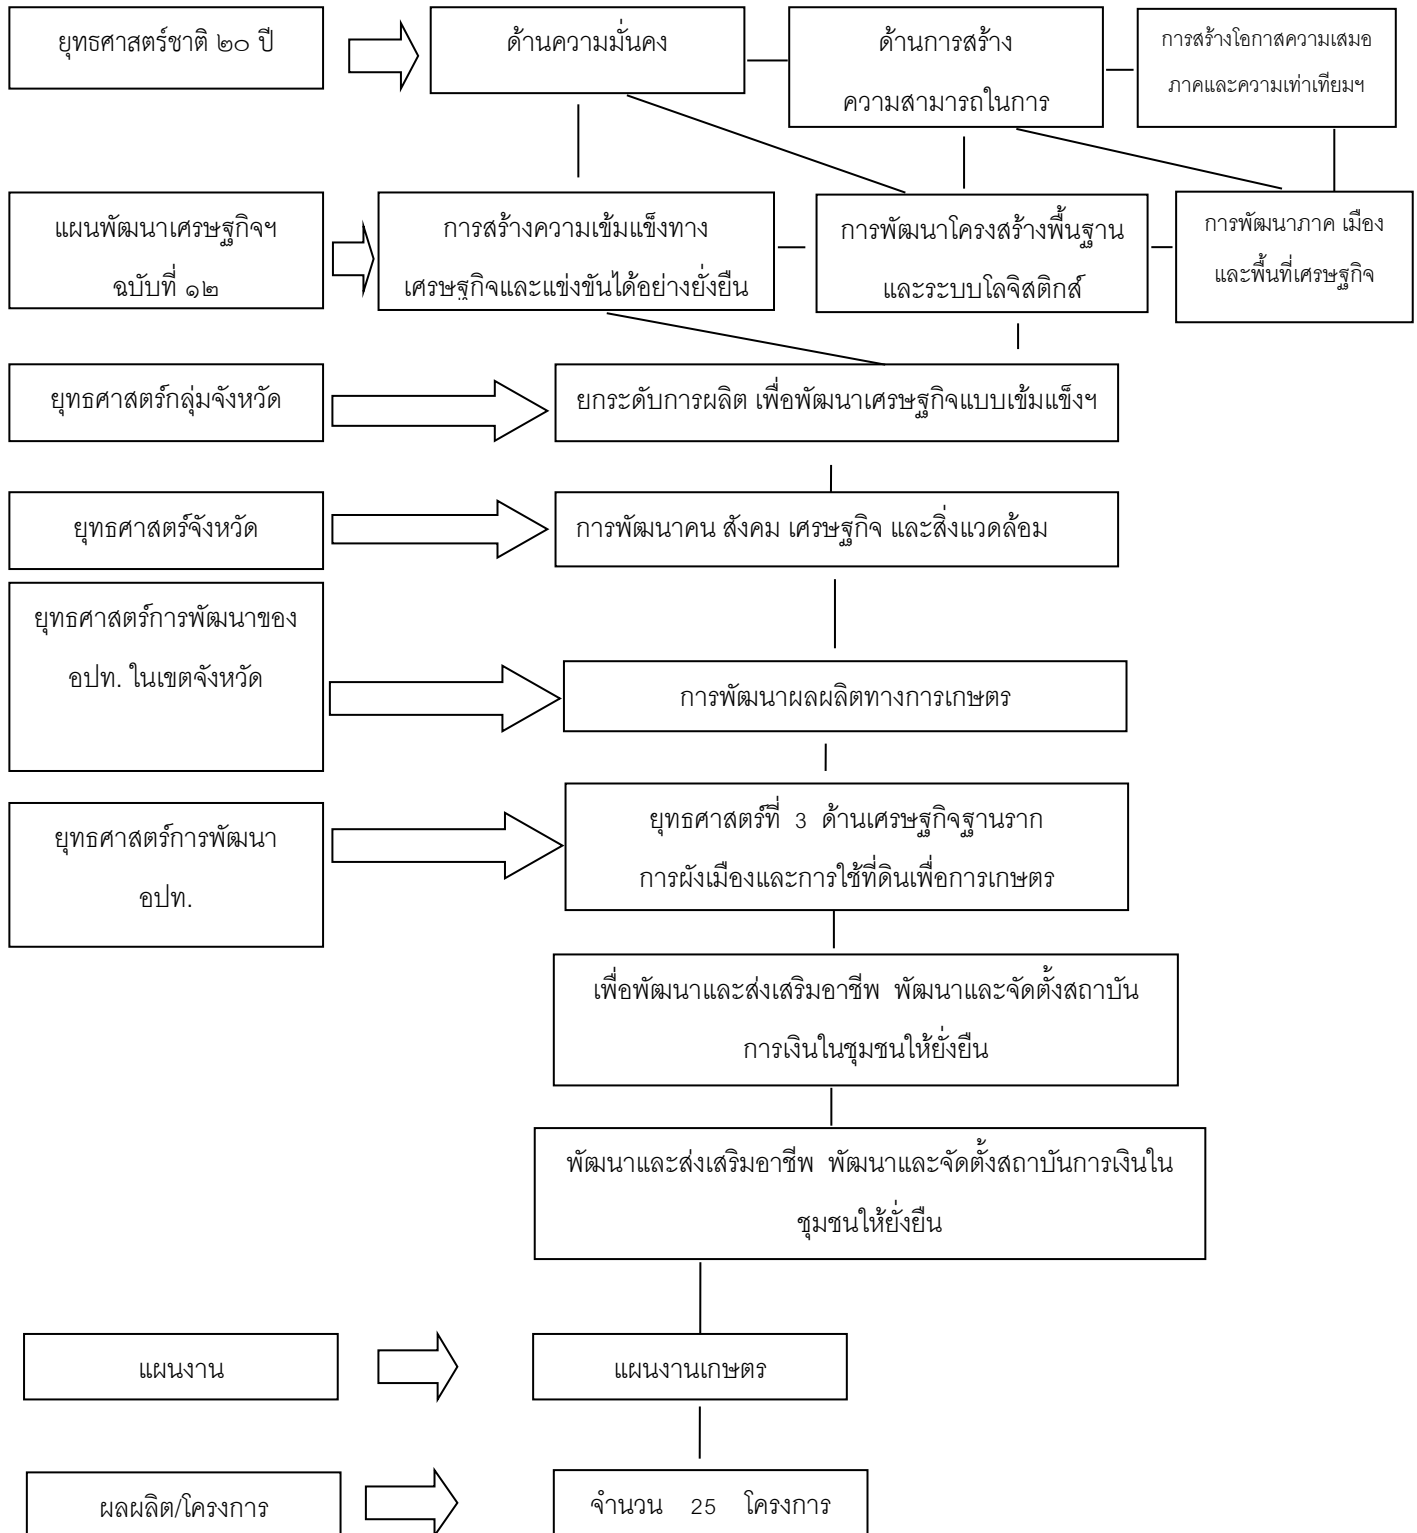 ยุทธศาสตร์ชาติ ๒๐ ปี
ด้านความมั่นคง
ด้านการสร้าง
ความสามารถในการ
การสร้างโอกาสความเสมอ
ภาคและความเท่าเทียมฯ
แผนพัฒนาเศรษฐกิจฯ
ฉบับที่ ๑๒
การสร้างความเข้มแข็งทาง
เศรษฐกิจและแข่งขันได้อย่างยั่งยืน
การพัฒนาโครงสร้างพื้นฐาน
และระบบโลจิสติกส์
การพัฒนาภาค เมือง
และพื้นที่เศรษฐกิจ
ยุทธศาสตร์กลุ่มจังหวัด
ยกระดับการผลิต เพื่อพัฒนาเศรษฐกิจแบบเข้มแข็งฯ
ยุทธศาสตร์จังหวัด
การพัฒนาคน สังคม เศรษฐกิจ และสิ่งแวดล้อม
ยุทธศาสตร์การพัฒนาของ
อปท. ในเขตจังหวัด
การพัฒนาผลผลิตทางการเกษตร
ยุทธศาสตร์การพัฒนา
อปท.
ยุทธศาสตร์ที่ 3 ด้านเศรษฐกิจฐานราก
การผังเมืองและการใช้ที่ดินเพื่อการเกษตร
เพื่อพัฒนาและส่งเสริมอาชีพ พัฒนาและจัดตั้งสถาบัน
การเงินในชุมชนให้ยั่งยืน
พัฒนาและส่งเสริมอาชีพ พัฒนาและจัดตั้งสถาบันการเงินใน
ชุมชนให้ยั่งยืน
แผนงาน
แผนงานเกษตร
ผลผลิต/โครงการ
จำนวน 25 โครงการ